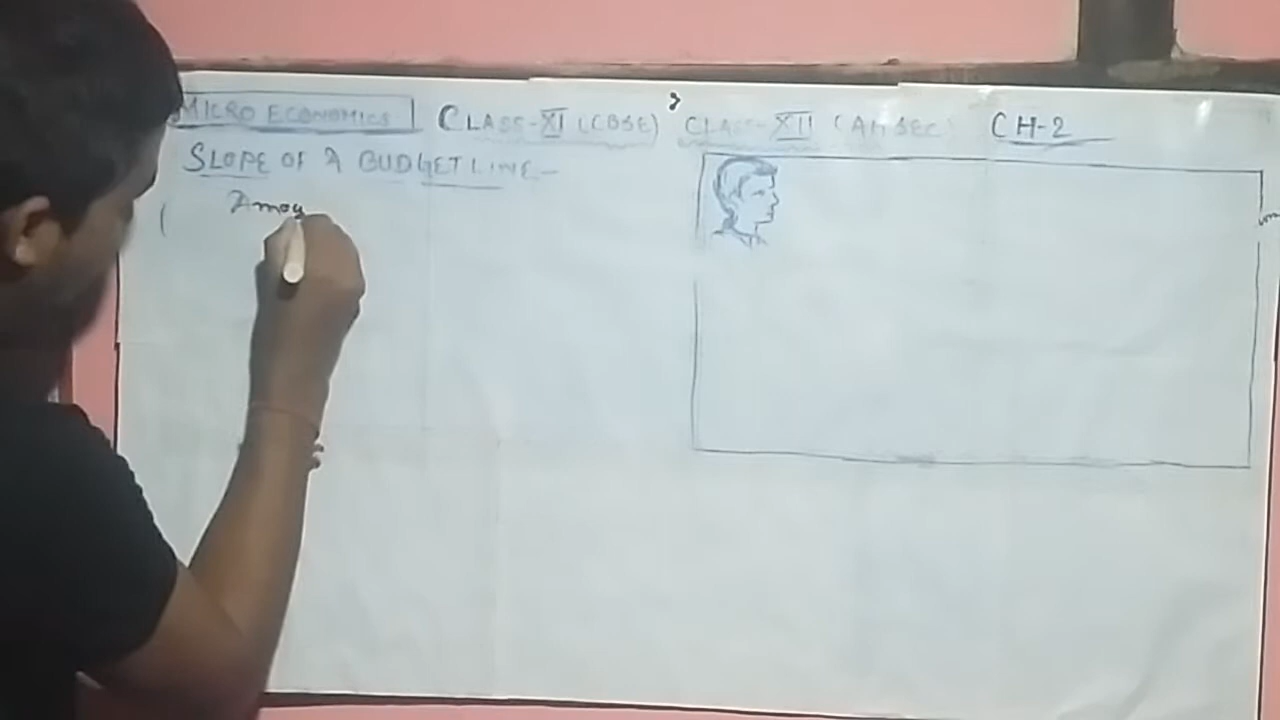 MICRO ECONOMICS CLASS-XI (CBSE) , CLASS-XII (AHSEC) CH-2
SLOPE OF A BUDGET LINE-
(